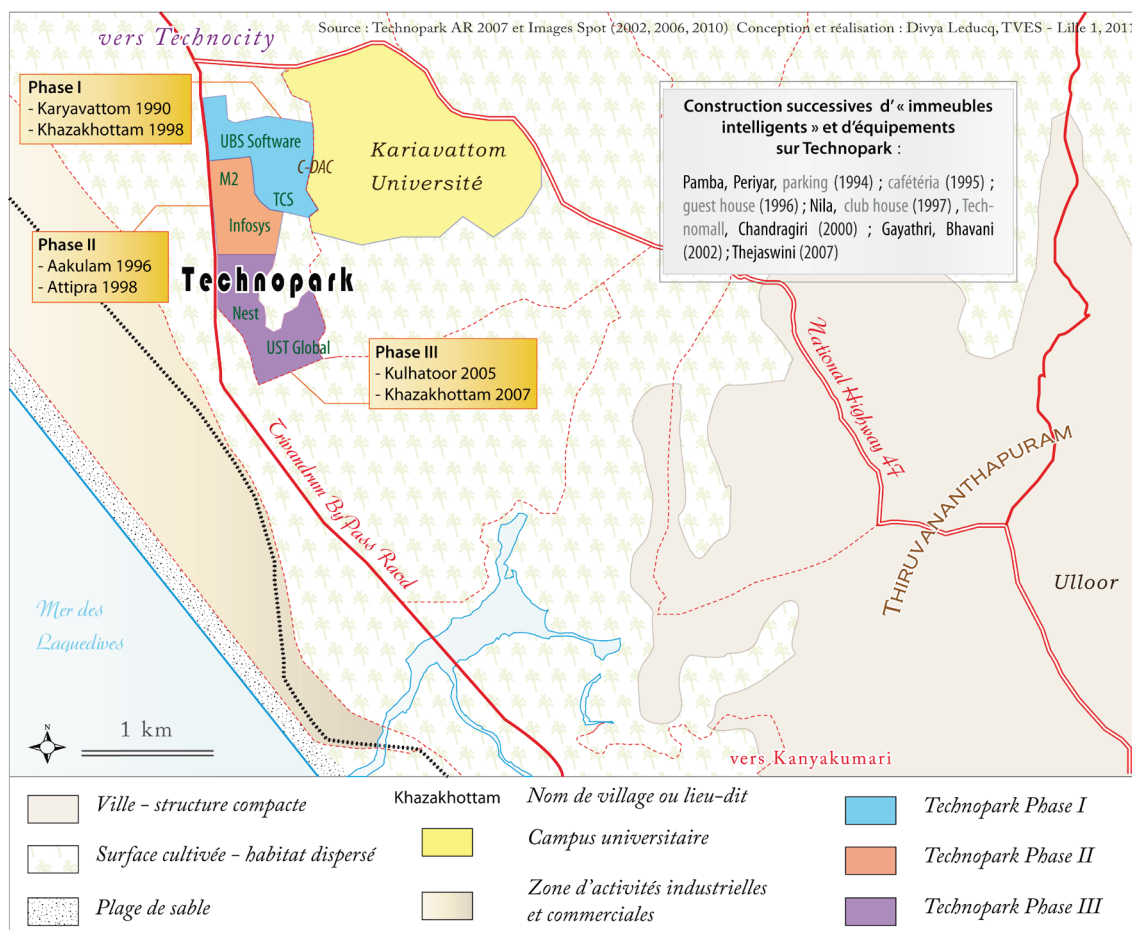 Source : Technopark AR 2007 et Images Spot (2002, 2006, 2010) Conception et réalisation : Divya Leducq, TVES - Lille 1, 2011
vers Technocity
Phase I
- Karyavattom 1990
- Khazakhottam 1998
Construction successives d' « immeubles
intelligents » et d'équipements
sur Technopark :
Pamba, Periyar, parking (1994) ; cafétéria (1995) ;
guest house (1996) ; Nila, club house (1997) , Tech-
nomall, Chandragiri (2000) ; Gayathri, Bhavani
(2002) ; Thejaswini (2007)
UBS Software
C-DAC
Kariavattom
Université
M2
TCS
Infosys
Phase II
- Aakulam 1996
- Attipra 1998
Technopark
Nest
UST Global
Phase III
- Kulhatoor 2005
- Khazakhottam 2007
National Highway 47
Trivandrum ByPass Raod
THIRUVANANTHAPURAM
Ulloor
Mer des
Laquedives
N
1 km
vers Kanyakumari
Ville – structure compacte
Surface cultivée – habitat dispersé
Plage de sable
Khazakhottam
Nom de village ou lieu-dit
Campus universitaire
Zone d'activités industrielles
et commerciales
Technopark Phase I
Technopark Phase II
Technopark Phase III